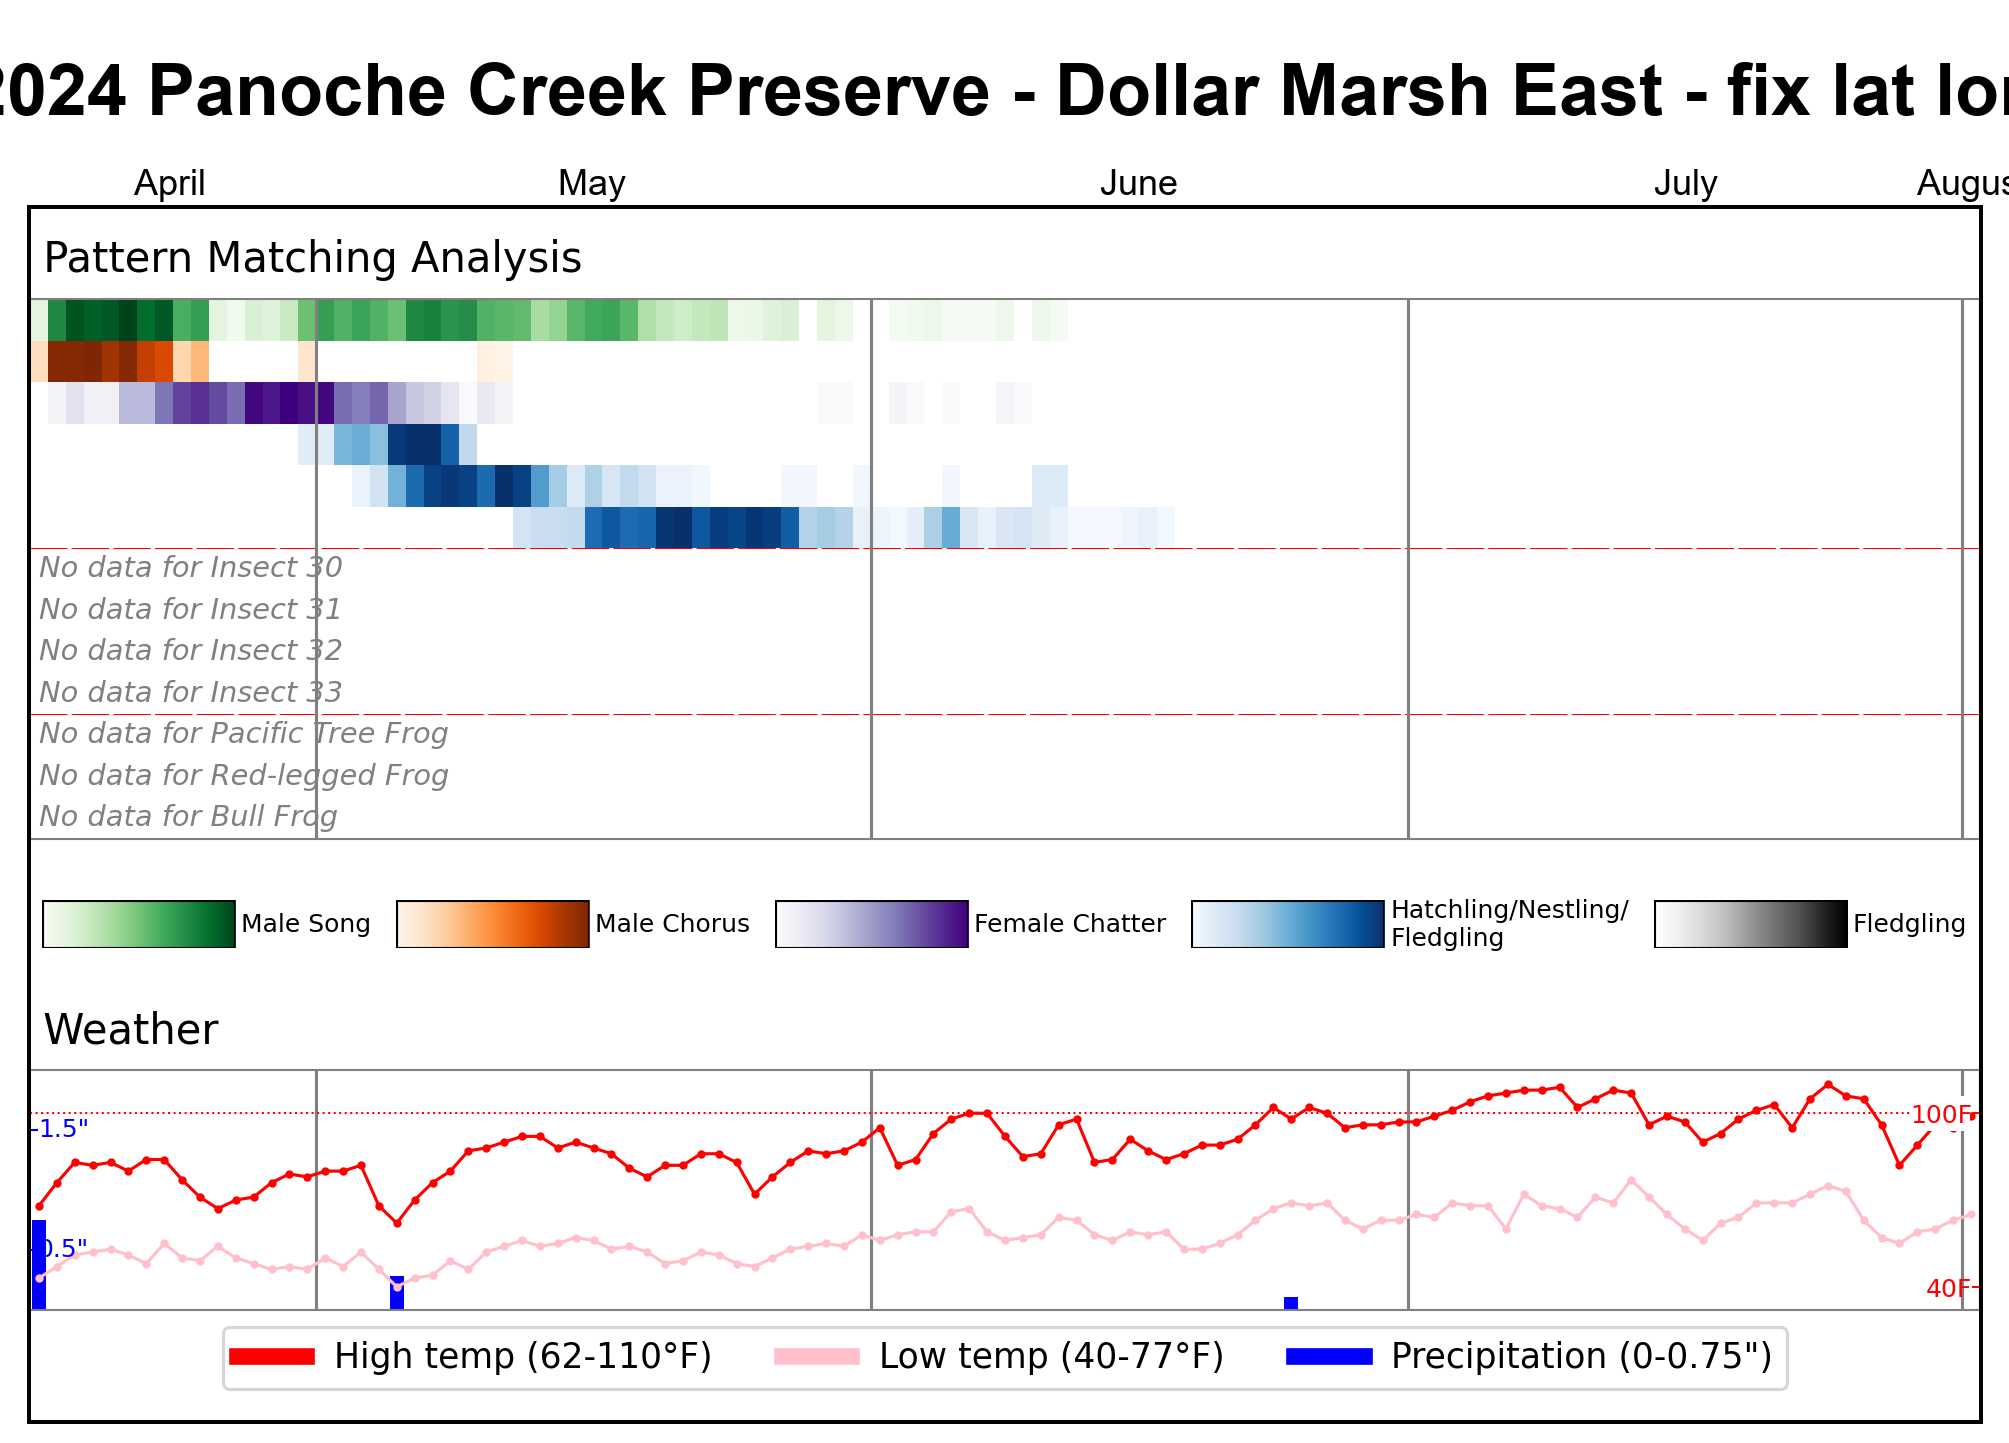 2024 Panoche Creek Preserve - Dollar Marsh East - fix lat lon
April May June July Augus
Pattern Matching Analysis
No data for Insect 30
No data for Insect 31
No data for Insect 32
No data for Insect 33
No data for Pacific Tree Frog
No data for Red-legged Frog
No data for Bull Frog
Male Song Male Chorus Female Chatter Hatchling/Nestling/ Fledgling
Fledgling
Weather
1.5" 100F
0.5" 40F
High temp (62-110°F) Low temp (40-77°F) Precipitation (0-0.75")